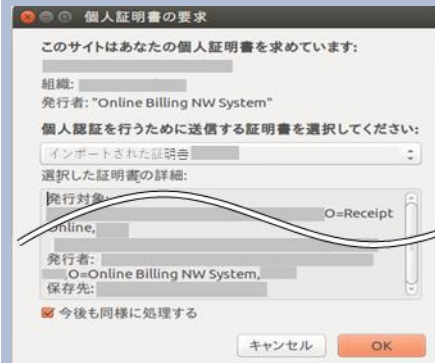 個人証明書の要求
このサイトはあなたの個人証明書を求めています:
組織:
発行者: "Online Billing NW System"
個人認証を行うために送信する証明書を選択してください:
インポートされた証明書
選択した証明書の詳細:
発行対象:
O=Receipt
Online,
発行者:
,O=Online Billing NW System,
保存先:
今後も同様に処理する
キャンセル OK